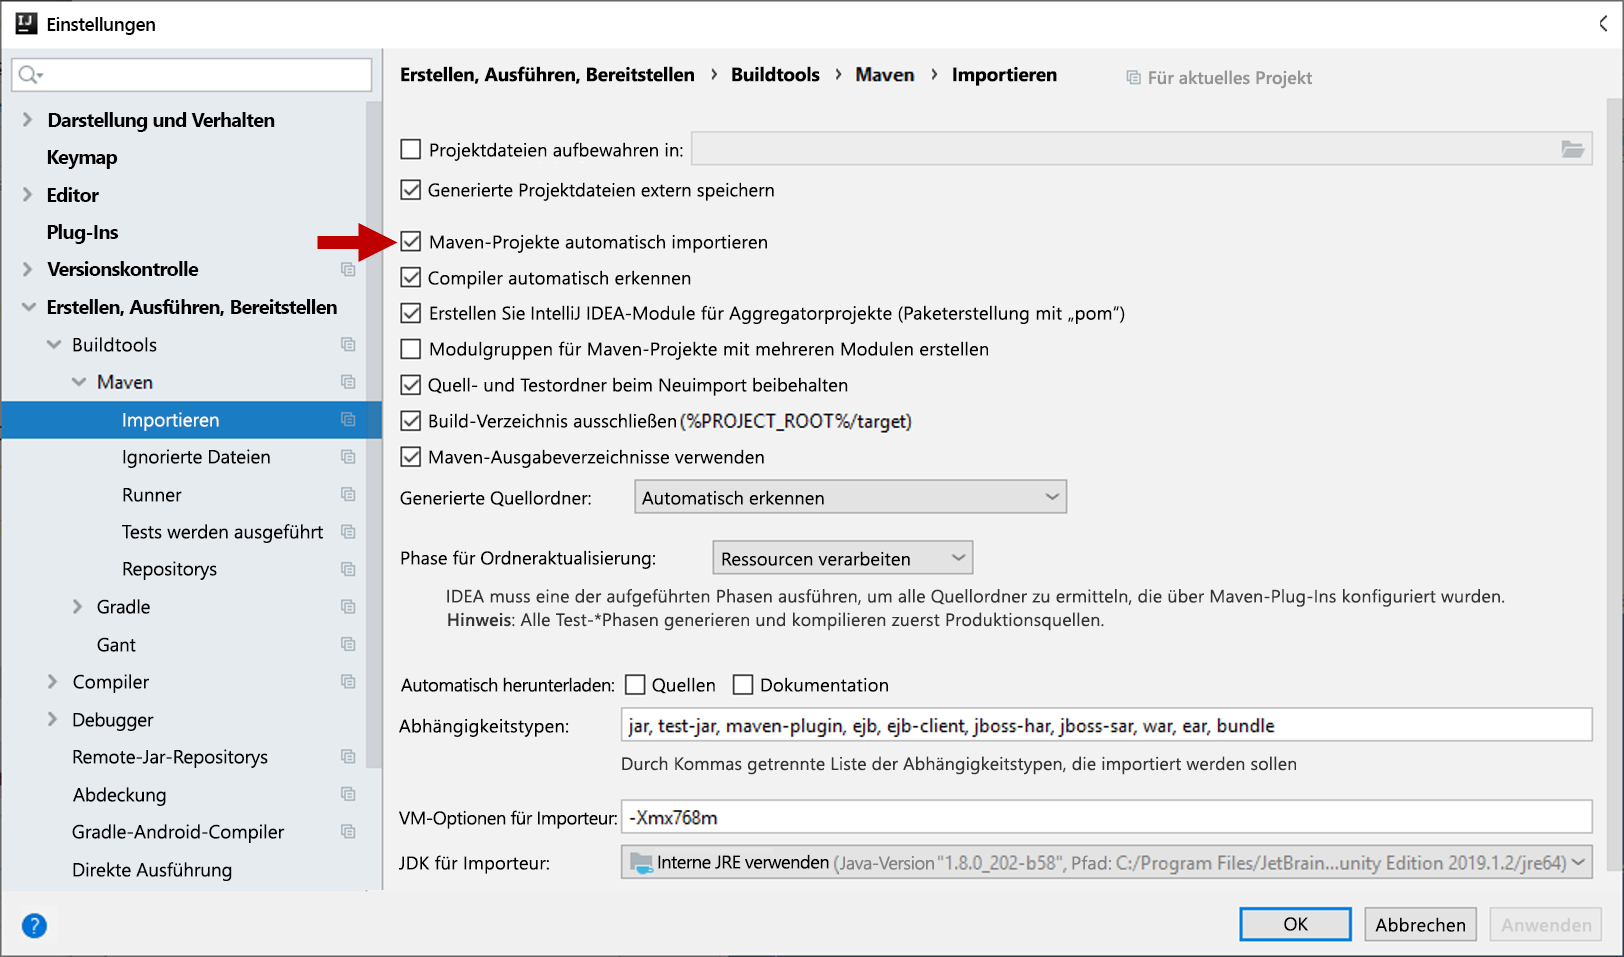 IJ Einstellungen
Darstellung und Verhalten
Keymap
Editor
Plug-Ins
Versionskontrolle
Erstellen, Ausführen, Bereitstellen
Buildtools
Maven
Importieren
Ignorierte Dateien
Runner
Tests werden ausgeführt
Repositorys
Gradle
Gant
Compiler
Debugger
Remote-Jar-Repositorys
Abdeckung
Gradle-Android-Compiler
Direkte Ausführung
Erstellen, Ausführen, Bereitstellen › Buildtools › Maven › Importieren Für aktuelles Projekt
Projektdateien aufbewahren in:
Generierte Projektdateien extern speichern
Maven-Projekte automatisch importieren
Compiler automatisch erkennen
Erstellen Sie IntelliJ IDEA-Module für Aggregatorprojekte (Paketerstellung mit „pom“)
Modulgruppen für Maven-Projekte mit mehreren Modulen erstellen
Quell- und Testordner beim Neuimport beibehalten
Build-Verzeichnis ausschließen (%PROJECT_ROOT%/target)
Maven-Ausgabeverzeichnisse verwenden
Generierte Quellordner: Automatisch erkennen
Phase für Ordneraktualisierung: Ressourcen verarbeiten
IDEA muss eine der aufgeführten Phasen ausführen, um alle Quellordner zu ermitteln, die über Maven-Plug-Ins konfiguriert wurden.
Hinweis: Alle Test-*Phasen generieren und kompilieren zuerst Produktionsquellen.
Automatisch herunterladen: Quellen Dokumentation
Abhängigkeitstypen: jar, test-jar, maven-plugin, ejb, ejb-client, jboss-har, jboss-sar, war, ear, bundle
Durch Kommas getrennte Liste der Abhängigkeitstypen, die importiert werden sollen
VM-Optionen für Importeur: -Xmx768m
JDK für Importeur: Interne JRE verwenden (Java-Version "1.8.0_202-b58", Pfad: C:/Program Files/JetBrain...unity Edition 2019.1.2/jre64)
? OK Abbrechen Anwenden